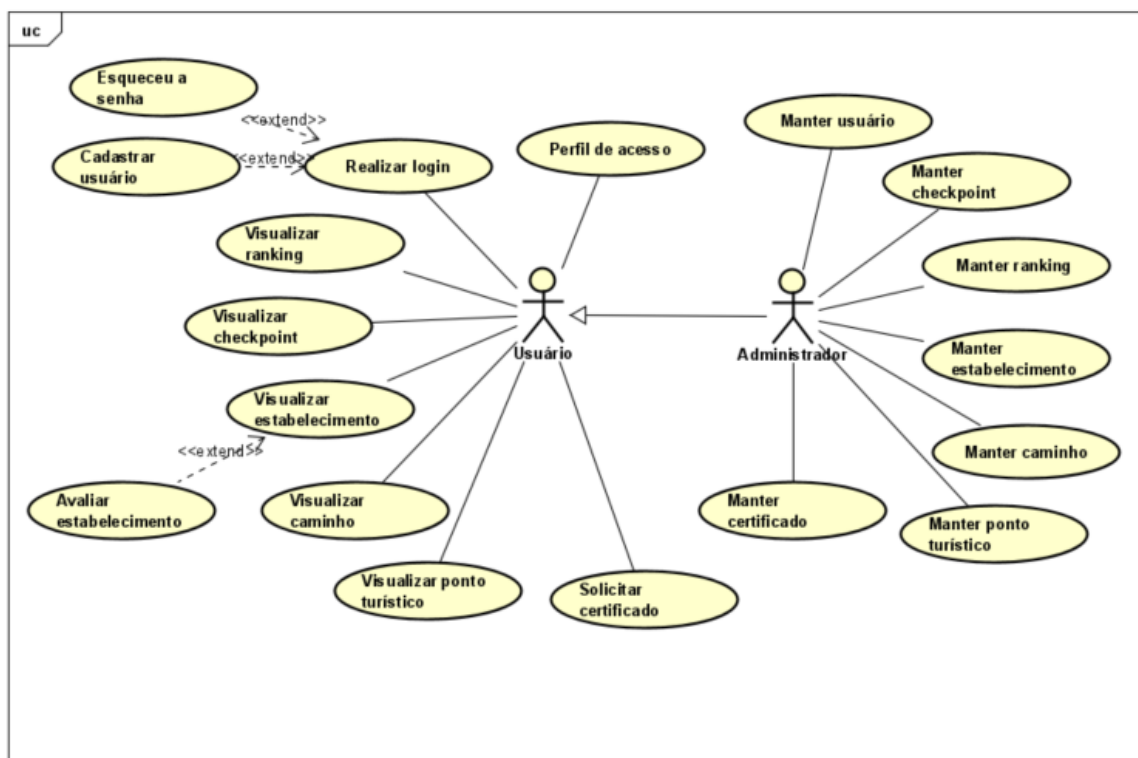 uc
Esqueceu a
senha
<<extend>>
Cadastrar
usuário
<<extend>>
Realizar login
Perfil de acesso
Manter usuário
Manter
checkpoint
Visualizar
ranking
Manter ranking
Visualizar
checkpoint
Usuário
Administrador
Manter
estabelecimento
Visualizar
estabelecimento
<<extend>>
Avaliar
estabelecimento
Visualizar
caminho
Manter caminho
Manter
certificado
Manter ponto
turístico
Visualizar ponto
turístico
Solicitar
certificado